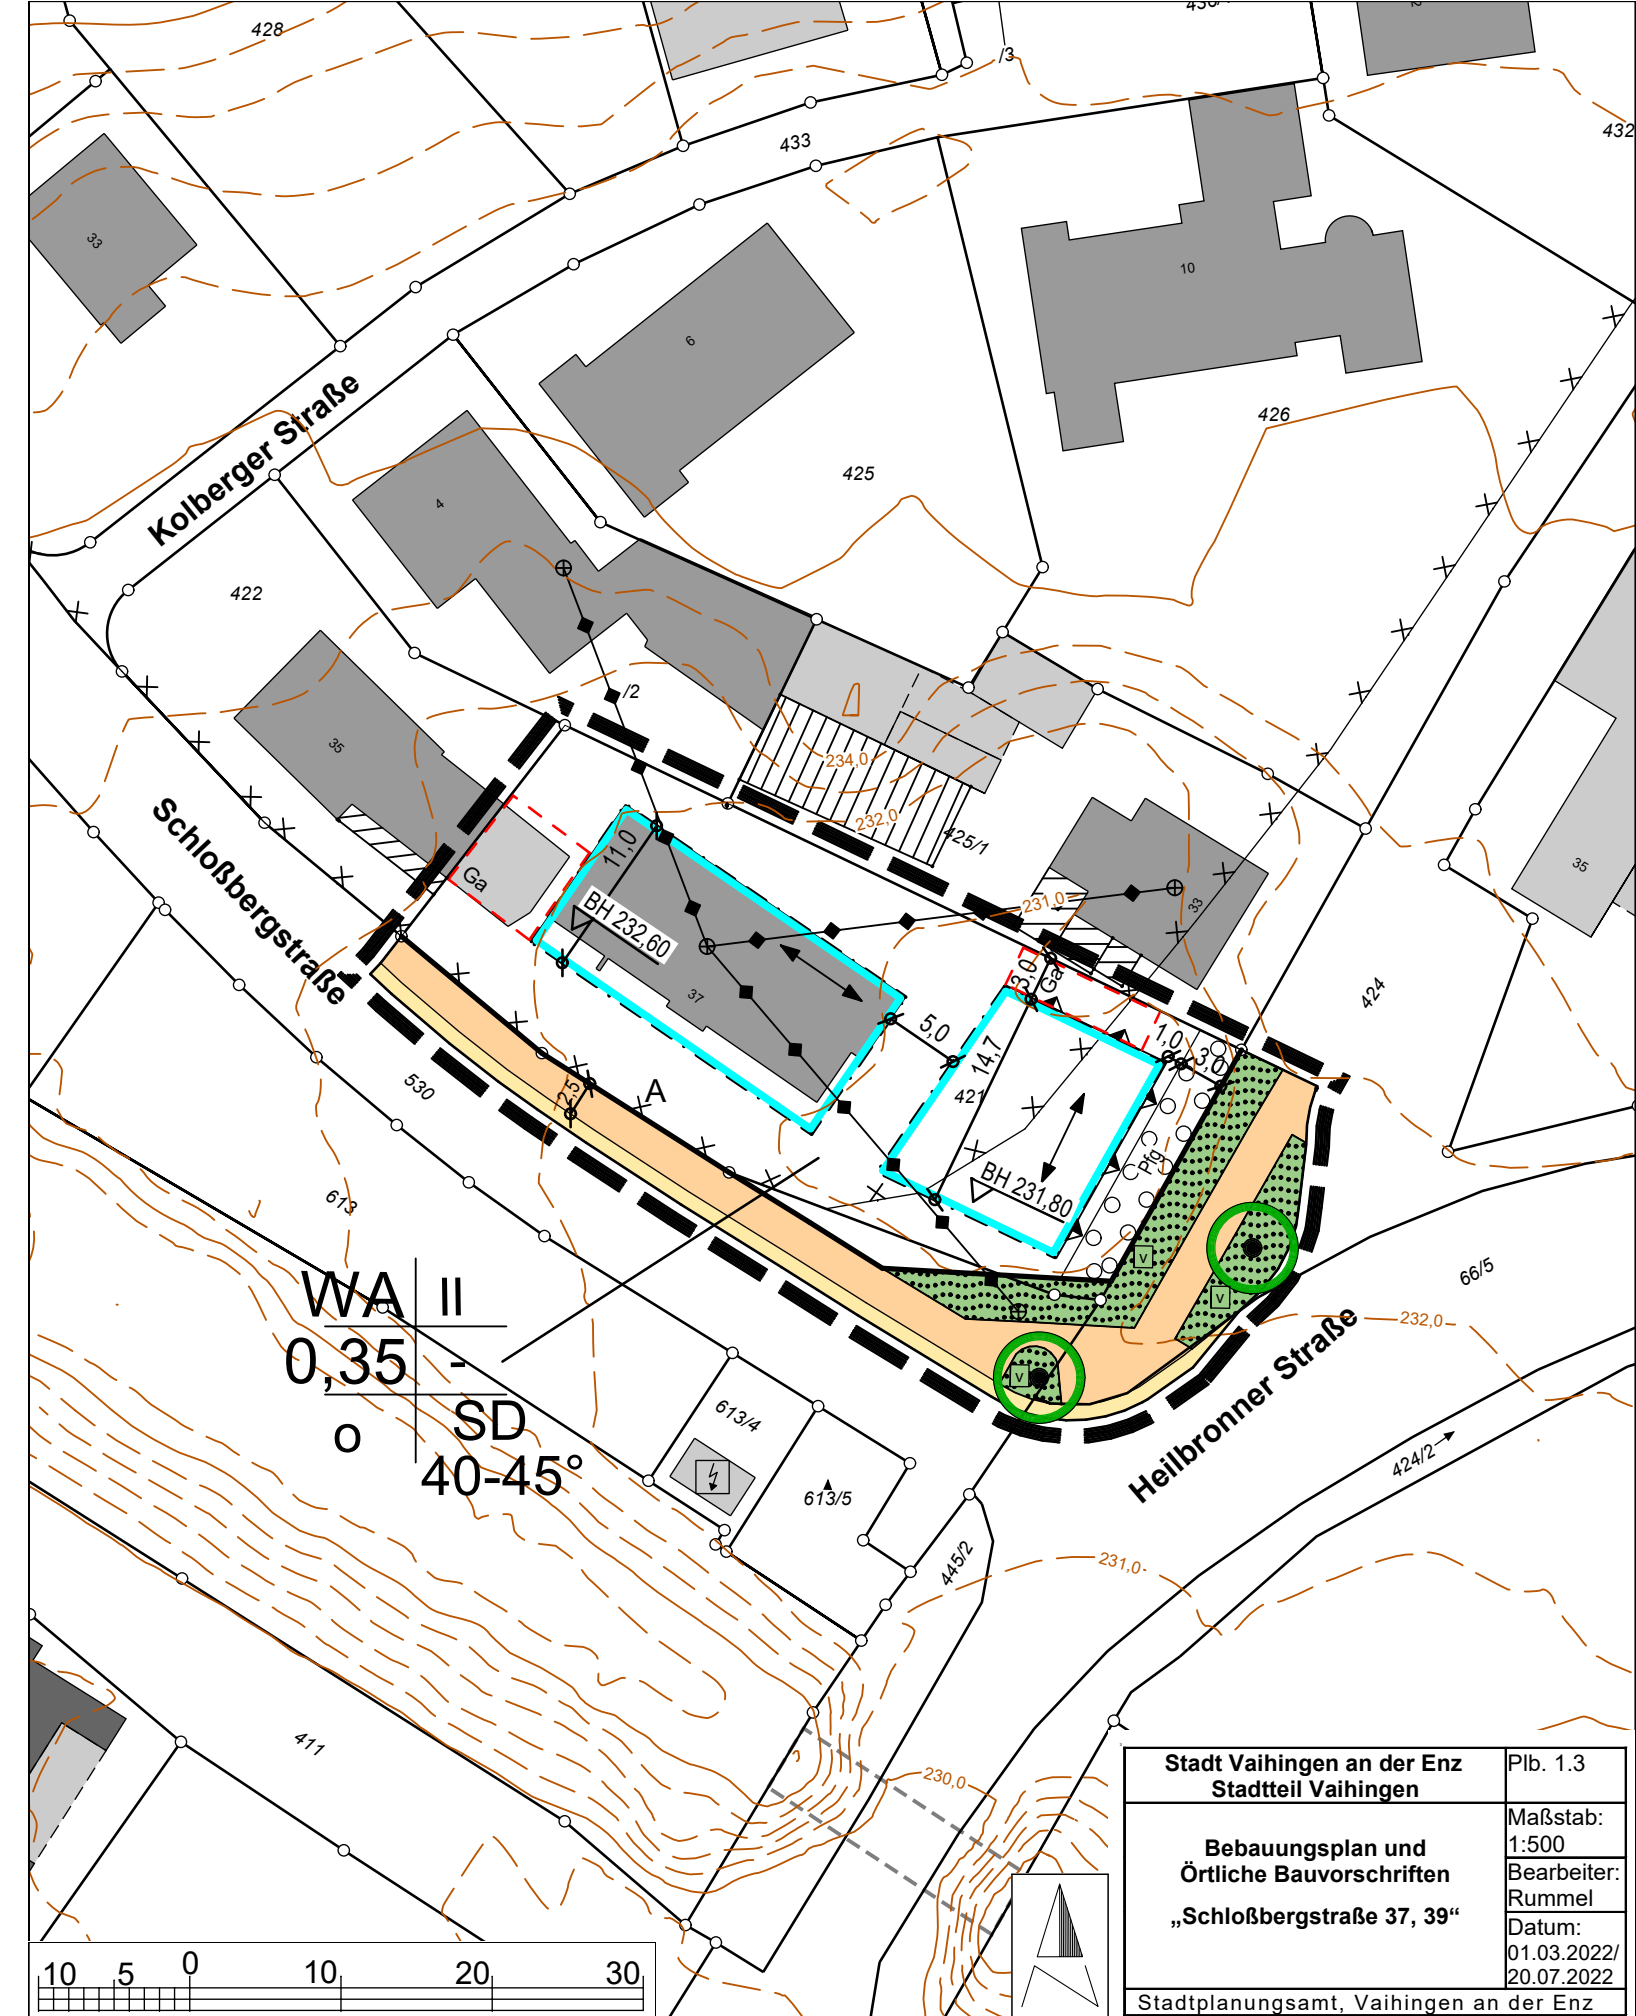 428
430/
2
/3
433
432
33
10
6
Kolberger Straße
426
4
425
422
/2
35
234,0
232,0
425/1
35
Schloßbergstraße
Ga
11,0
BH 232,60
231,0
33
37
3,0
Ga
424
5,0
14,7
1,0
3,0
530
2,5
A
421
Pfg
BH 231,80
613
V
V
66/5
WA
II
0,35
-
o
SD
40-45°
232,0
V
Heilbronner Straße
613/4
613/5
424/2
445/2
231,0
411
230,0
Stadt Vaihingen an der Enz
Stadtteil Vaihingen
Plb. 1.3
Bebauungsplan und
Örtliche Bauvorschriften
„Schloßbergstraße 37, 39“
Maßstab:
1:500
Bearbeiter:
Rummel
Datum:
01.03.2022/
20.07.2022
Stadtplanungsamt, Vaihingen an der Enz
10 5 0 10 20 30